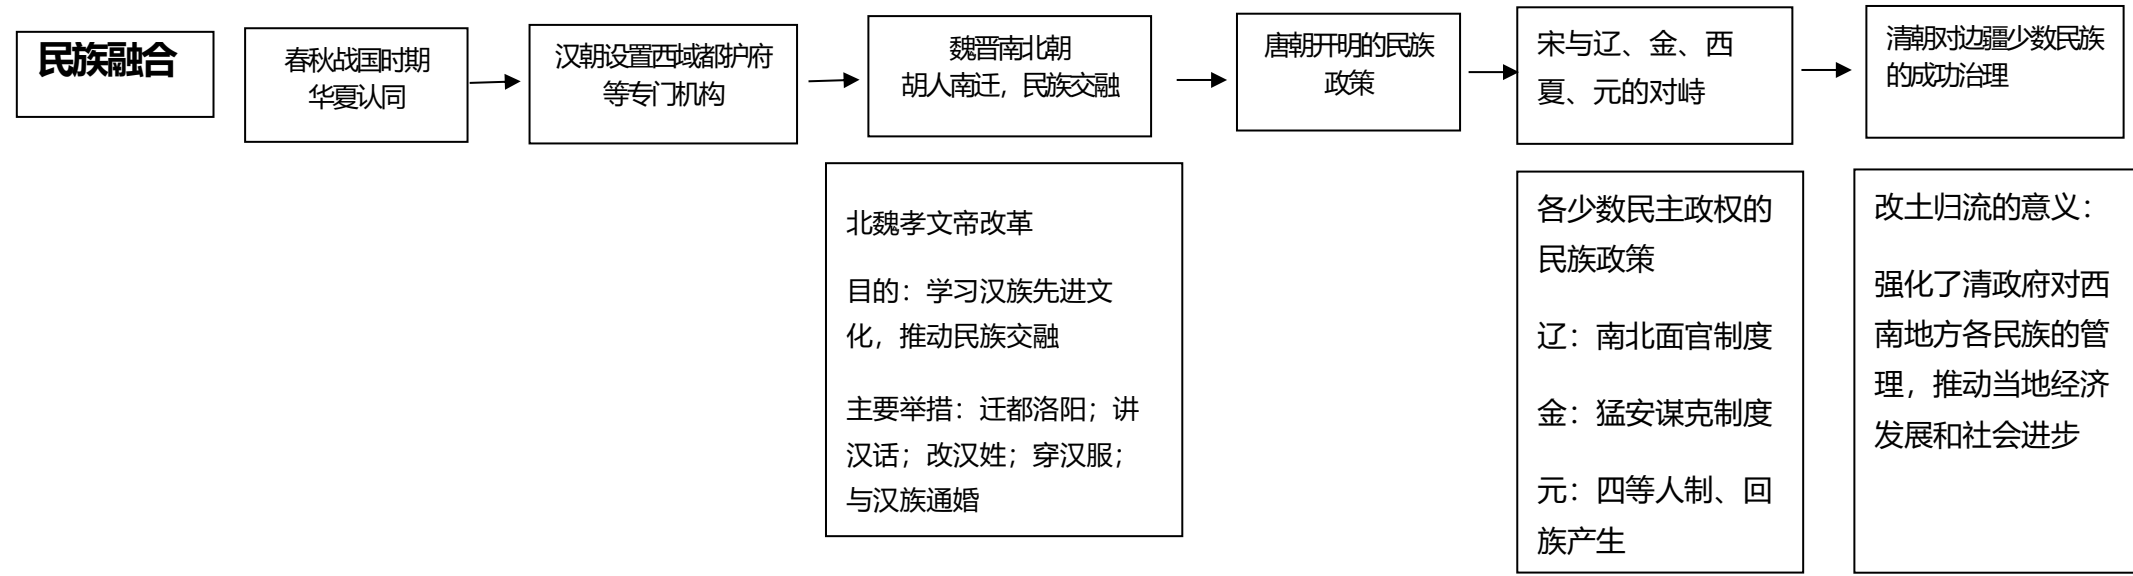 民族融合
春秋战国时期
华夏认同
汉朝设置西域都护府
等专门机构
魏晋南北朝
胡人南迁，民族交融
唐朝开明的民族
政策
宋与辽、金、西
夏、元的对峙
清朝对边疆少数民族
的成功治理
北魏孝文帝改革
目的：学习汉族先进文
化，推动民族交融
主要举措：迁都洛阳；讲
汉话；改汉姓；穿汉服；
与汉族通婚
各少数民主政权的
民族政策
辽：南北面官制度
金：猛安谋克制度
元：四等人制、回
族产生
改土归流的意义：
强化了清政府对西
南地方各民族的管
理，推动当地经济
发展和社会进步